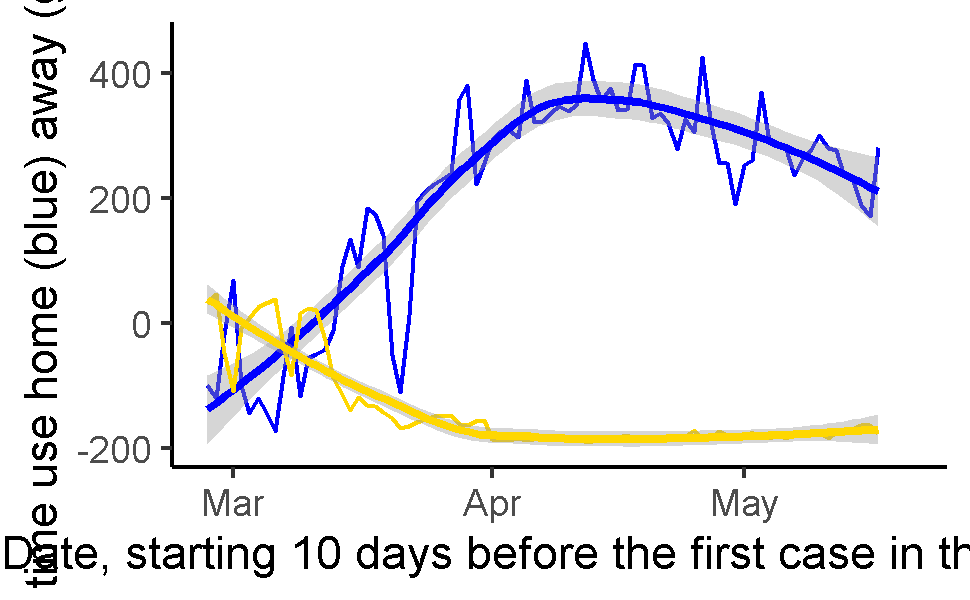 time use home (blue) away (
400
200
0
-200
Mar Apr May
Date, starting 10 days before the first case in th